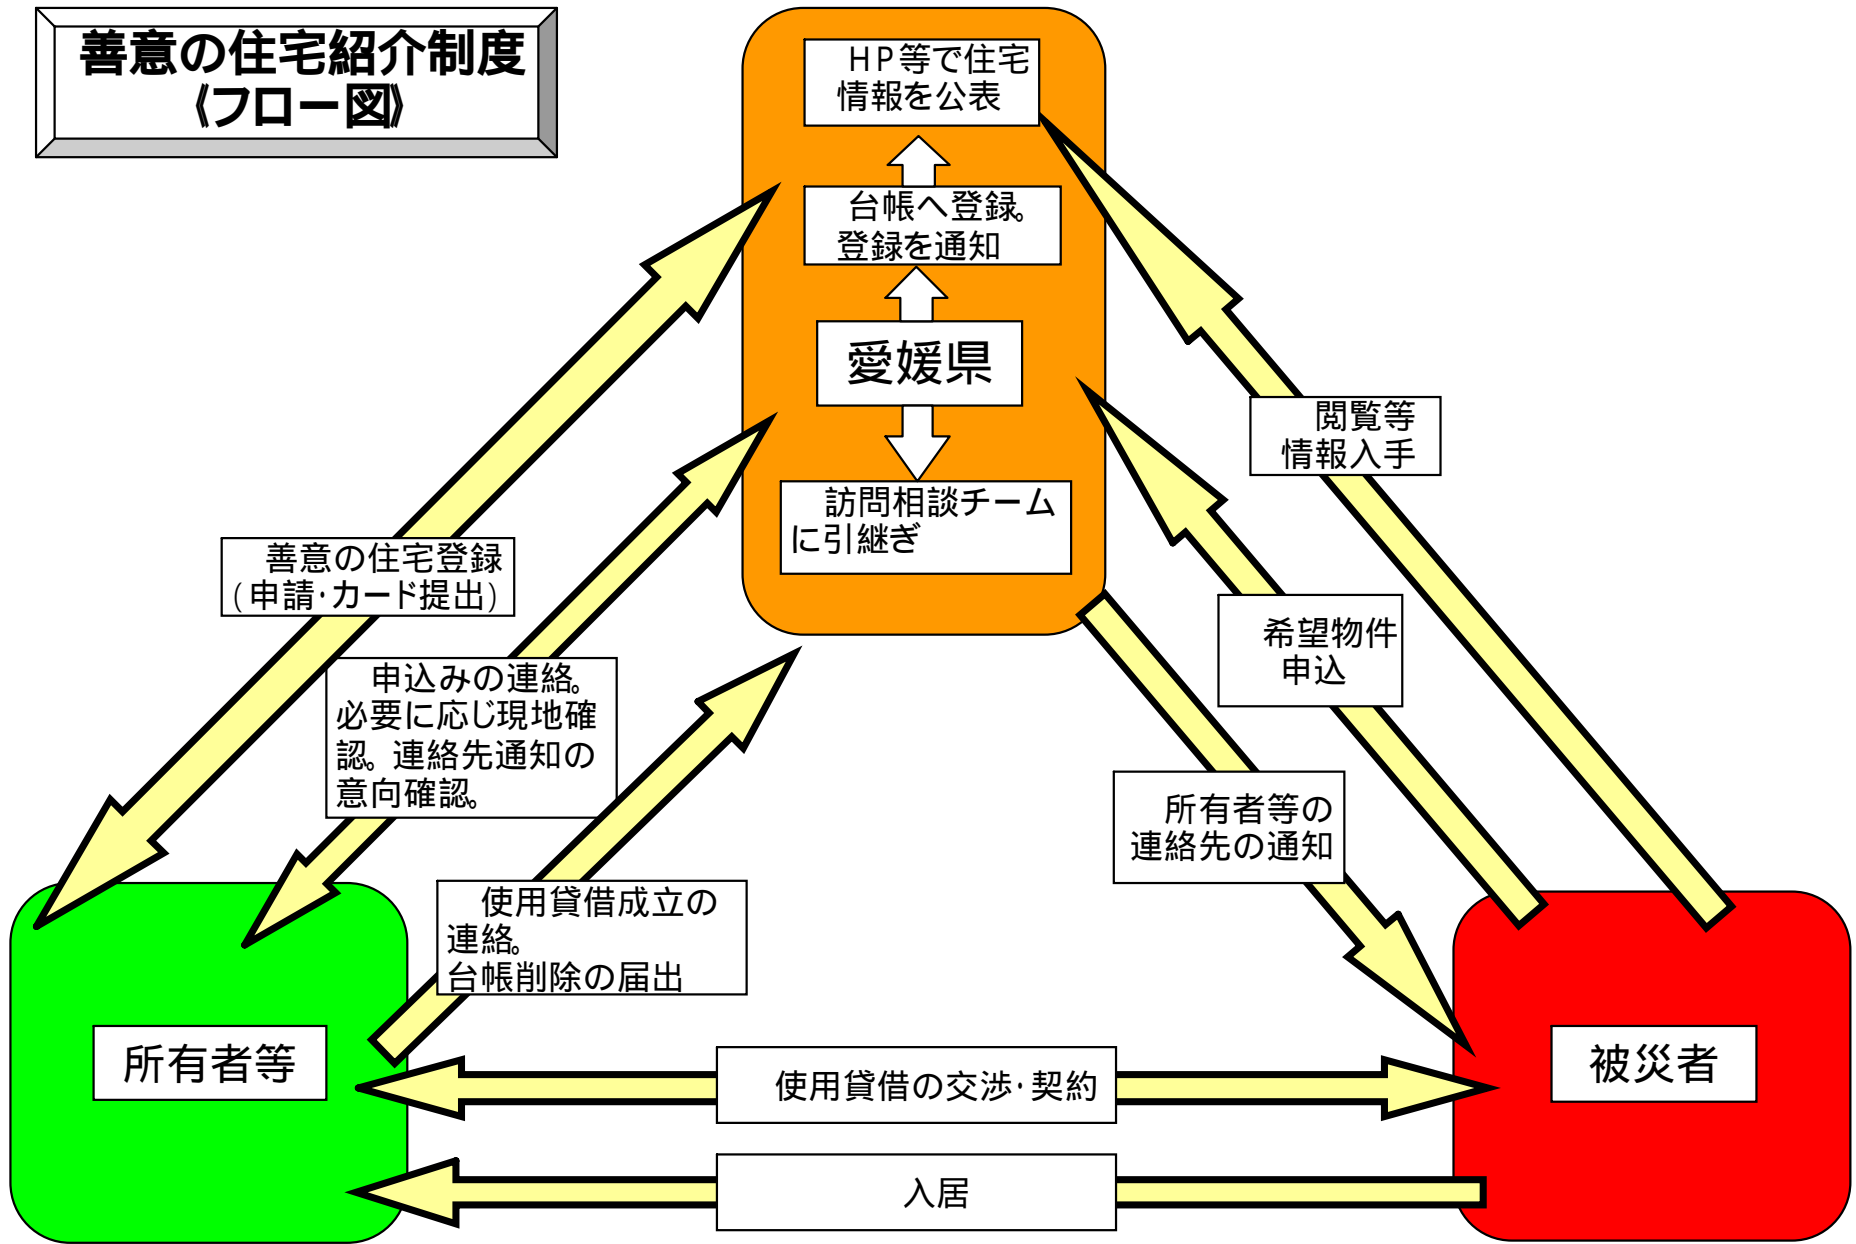 善意の住宅紹介制度
《フロー図》
HP等で住宅
情報を公表
台帳へ登録。
登録を通知
愛媛県
訪問相談チーム
に引継ぎ
閲覧等
情報入手
善意の住宅登録
(申請・カード提出)
希望物件
申込
申込みの連絡。
必要に応じ現地確
認。連絡先通知の
意向確認。
所有者等の
連絡先の通知
使用貸借成立の
連絡。
台帳削除の届出
所有者等
被災者
使用貸借の交渉・契約
入居